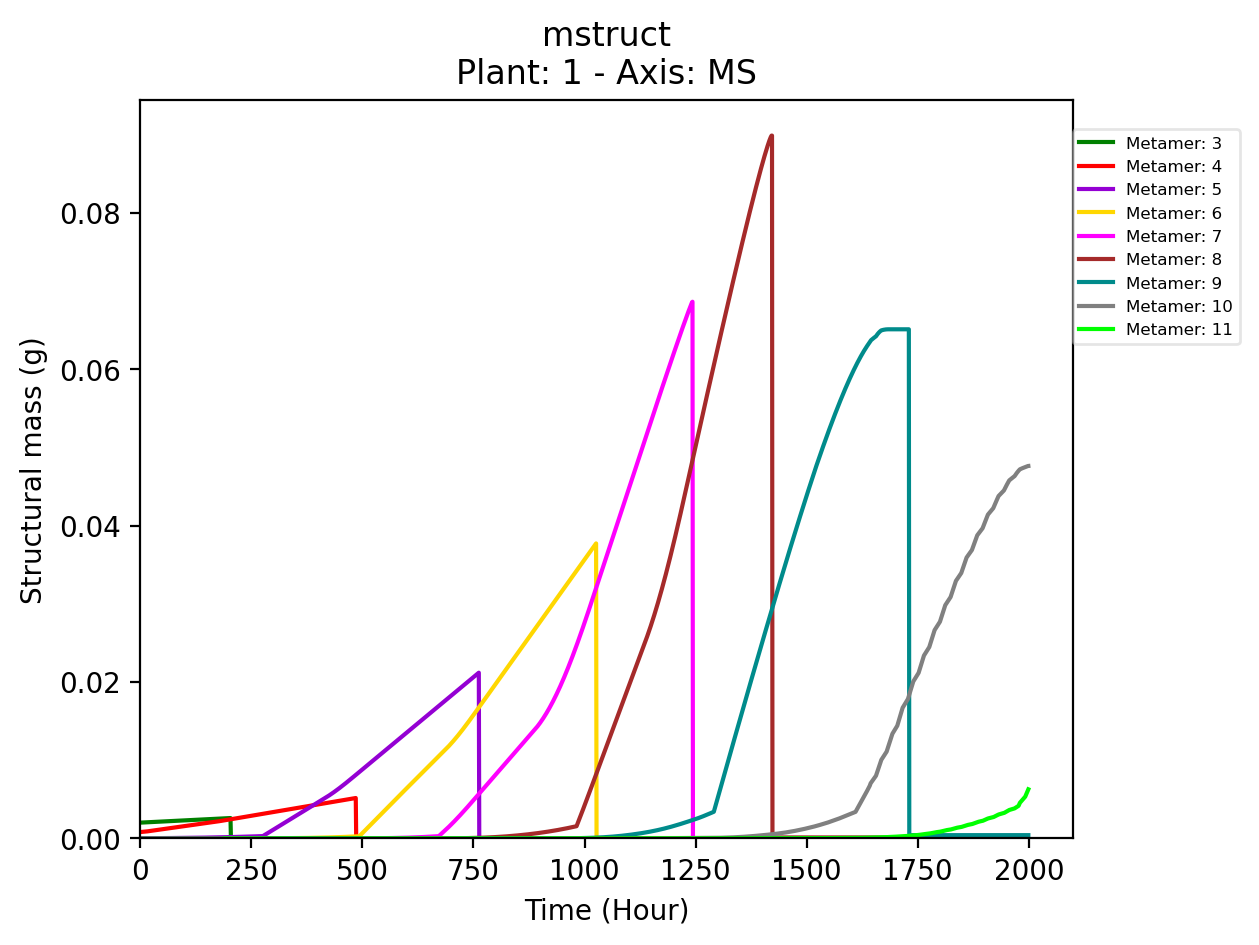 mstruct
Plant: 1 - Axis: MS
Metamer: 3
Metamer: 4
Metamer: 5
Metamer: 6
Metamer: 7
Metamer: 8
Metamer: 9
Metamer: 10
Metamer: 11
Structural mass (g)
0.08
0.06
0.04
0.02
0.00
0 250 500 750 1000 1250 1500 1750 2000
Time (Hour)